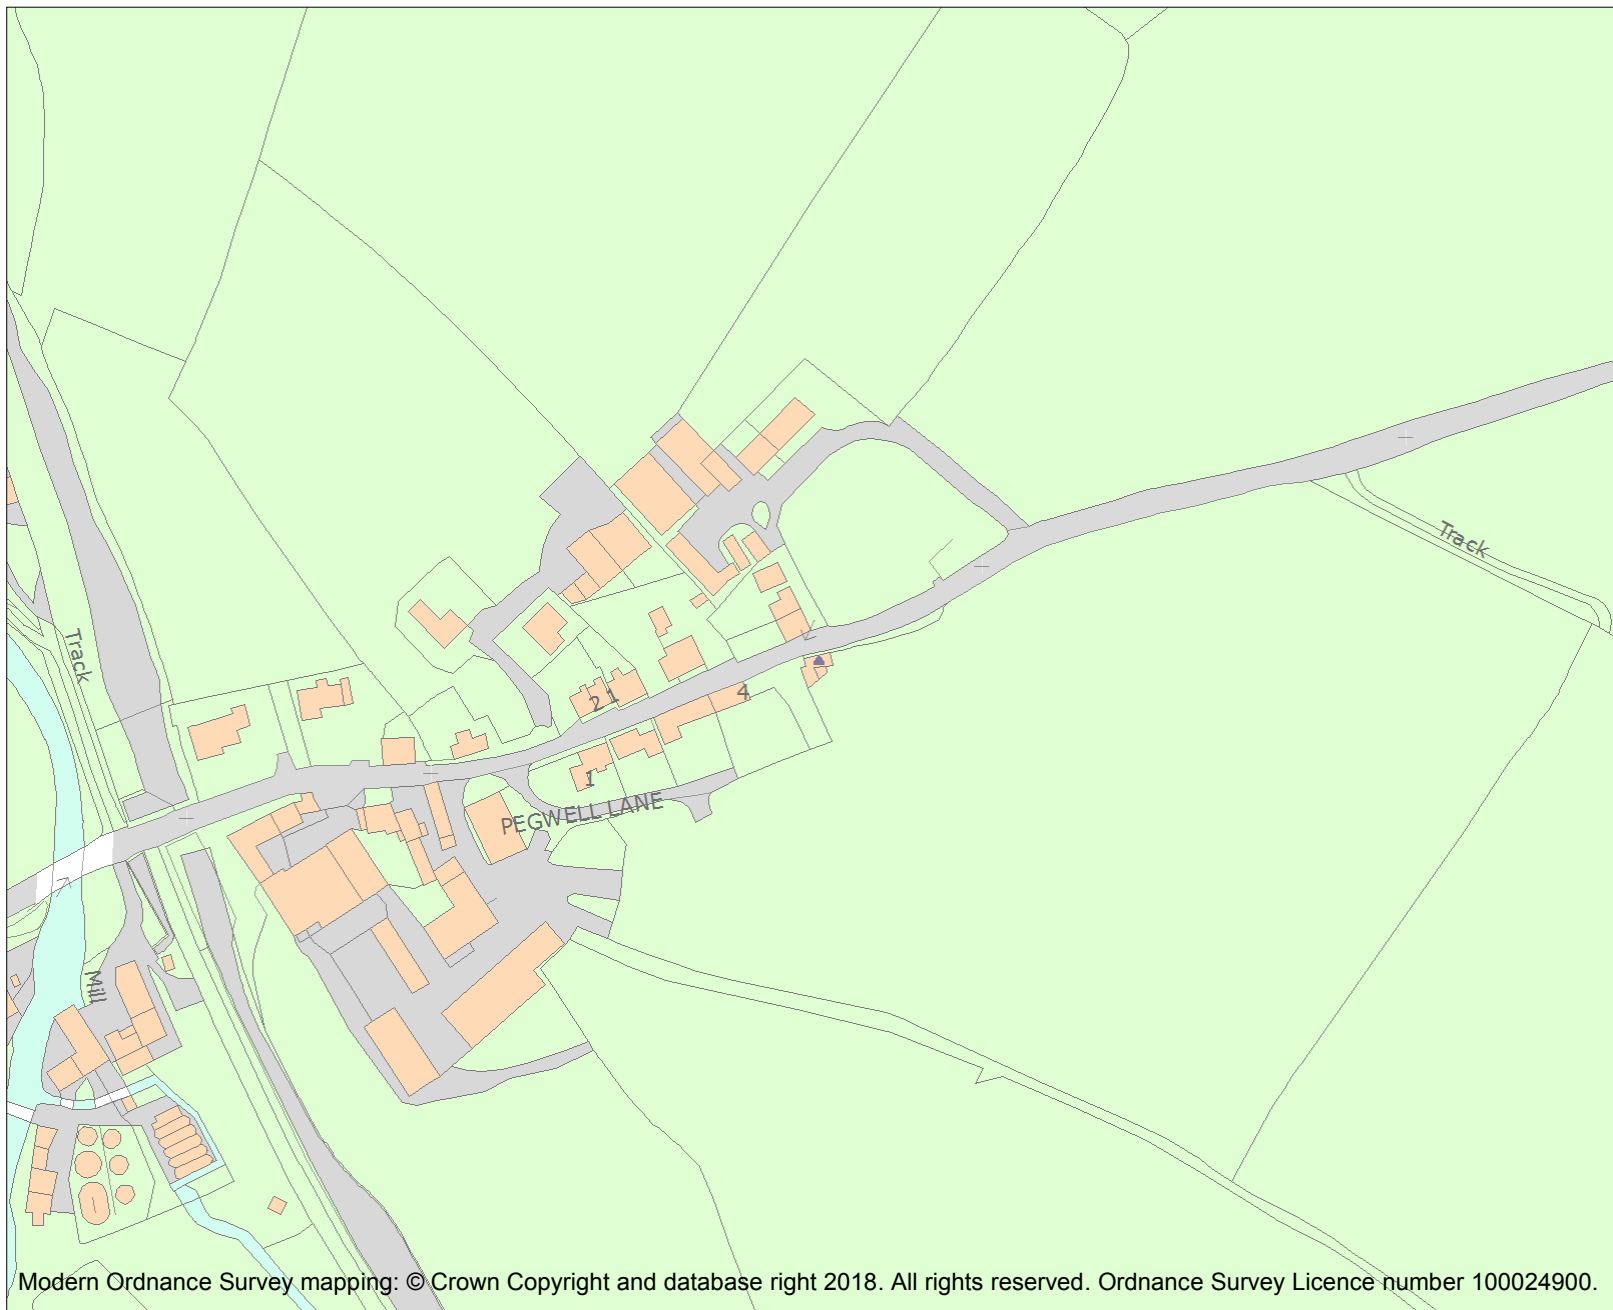 Track
Track
2 1
4
1
PEGWELL LANE
Mill
Modern Ordnance Survey mapping: © Crown Copyright and database right 2018. All rights reserved. Ordnance Survey Licence number 100024900.